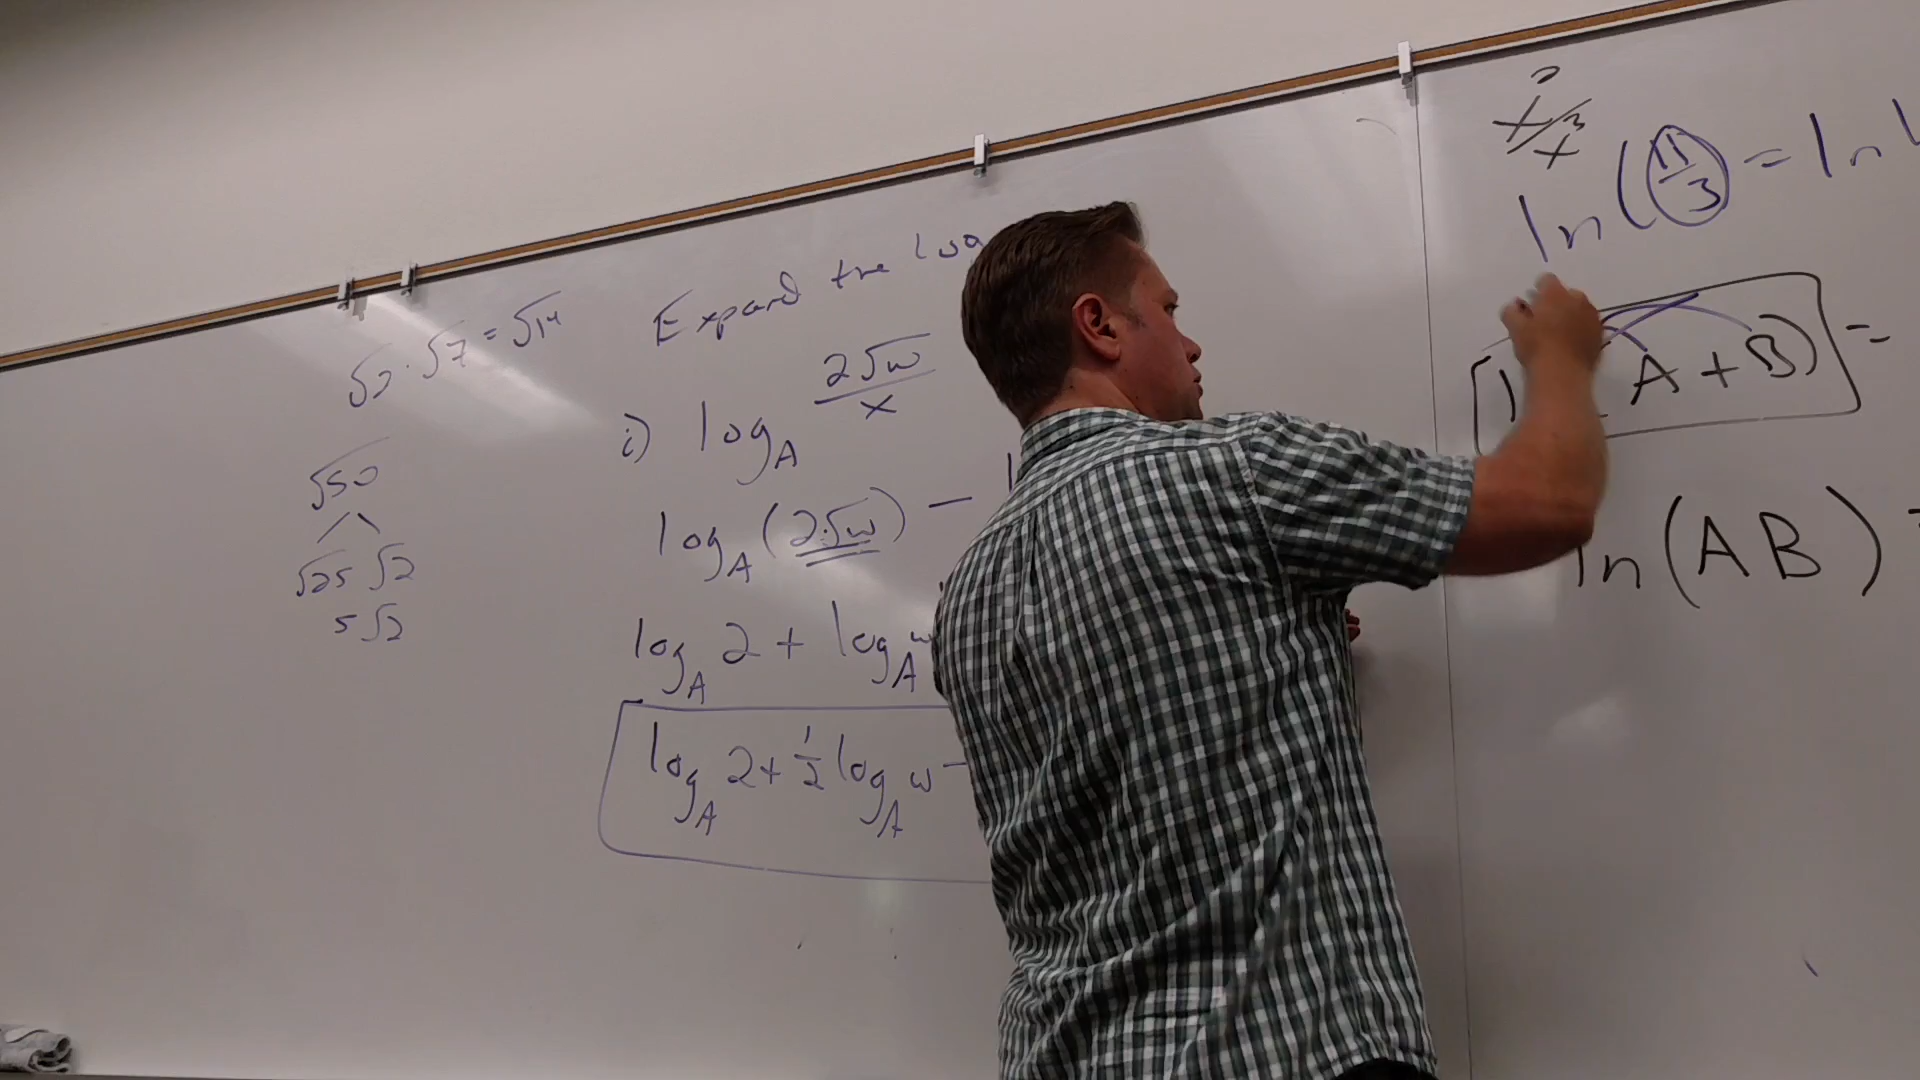 √2·√7=√14
√50
√25 √2
5√2
Expand the log
i) log_A 2√w/x
log_A (2·√w) −
log_A 2 + log_A w
log_A 2 + 1/2 log_A w −
ln (11/3) = ln
A + B) =
ln (AB) =